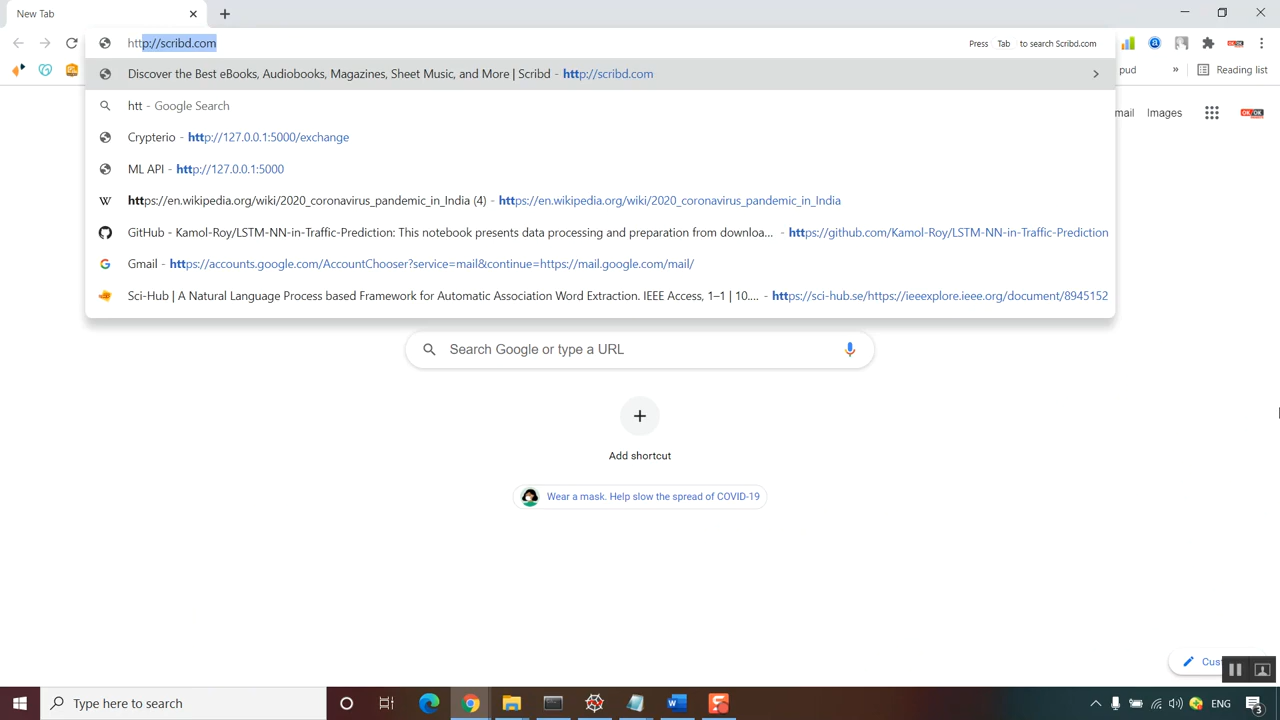 New Tab
http://scribd.com
Press Tab to search Scribd.com
pud
»
Reading list
Discover the Best eBooks, Audiobooks, Magazines, Sheet Music, and More | Scribd - http://scribd.com
htt - Google Search
mail Images
Crypterio - http://127.0.0.1:5000/exchange
ML API - http://127.0.0.1:5000
https://en.wikipedia.org/wiki/2020_coronavirus_pandemic_in_India (4) - https://en.wikipedia.org/wiki/2020_coronavirus_pandemic_in_India
GitHub - Kamol-Roy/LSTM-NN-in-Traffic-Prediction: This notebook presents data processing and preparation from downloa... - https://github.com/Kamol-Roy/LSTM-NN-in-Traffic-Prediction
Gmail - https://accounts.google.com/AccountChooser?service=mail&continue=https://mail.google.com/mail/
Sci-Hub | A Natural Language Process based Framework for Automatic Association Word Extraction. IEEE Access, 1–1 | 10.... - https://sci-hub.se/https://ieeexplore.ieee.org/document/8945152
Search Google or type a URL
Add shortcut
Wear a mask. Help slow the spread of COVID-19
Cus
Type here to search
ENG
3